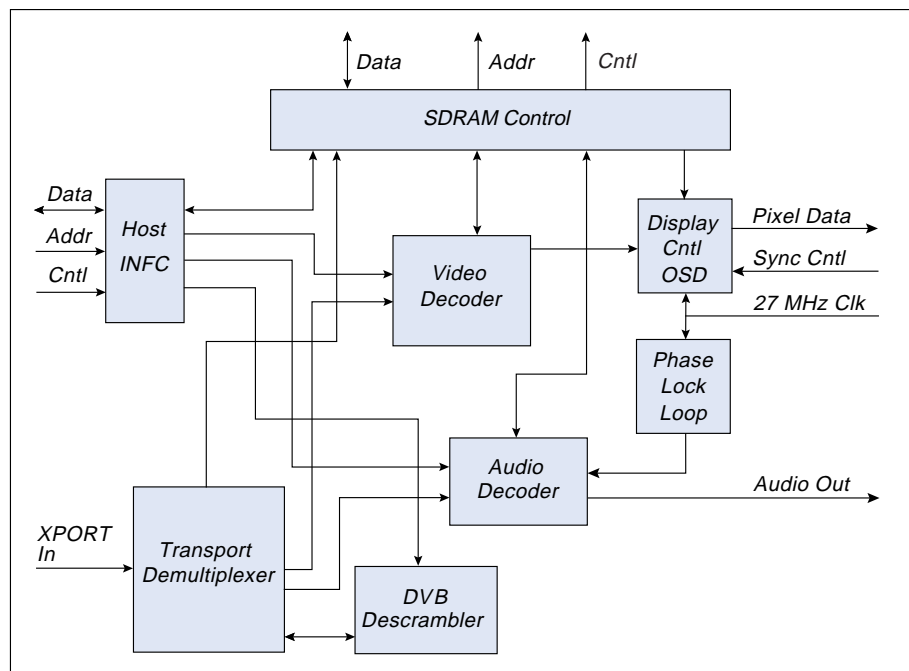 Data
Addr
Cntl
SDRAM Control
Data
Addr
Cntl
Host
INFC
Video
Decoder
Display
Cntl
OSD
Pixel Data
Sync Cntl
27 MHz Clk
Phase
Lock
Loop
Audio
Decoder
Audio Out
XPORT
In
Transport
Demultiplexer
DVB
Descrambler